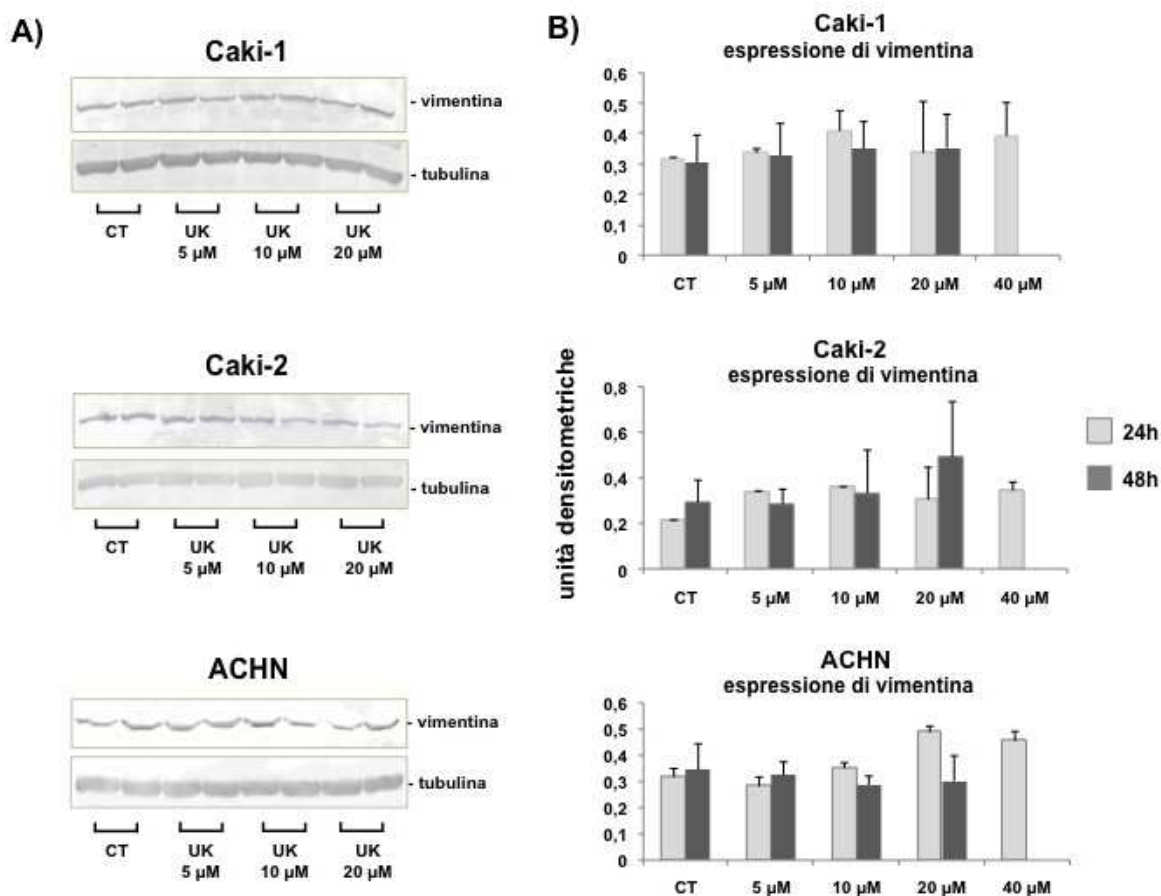 A)
Caki-1
- vimentina
- tubulina
CT
UK
5 µM
UK
10 µM
UK
20 µM
Caki-2
- vimentina
- tubulina
CT
UK
5 µM
UK
10 µM
UK
20 µM
ACHN
- vimentina
- tubulina
CT
UK
5 µM
UK
10 µM
UK
20 µM
B)
Caki-1
espressione di vimentina
0,6
0,5
0,4
0,3
0,2
0,1
0
CT 5 µM 10 µM 20 µM 40 µM
unità densitometriche
Caki-2
espressione di vimentina
0,8
0,6
0,4
0,2
0
CT 5 µM 10 µM 20 µM 40 µM
24h
48h
ACHN
espressione di vimentina
0,6
0,5
0,4
0,3
0,2
0,1
0
CT 5 µM 10 µM 20 µM 40 µM